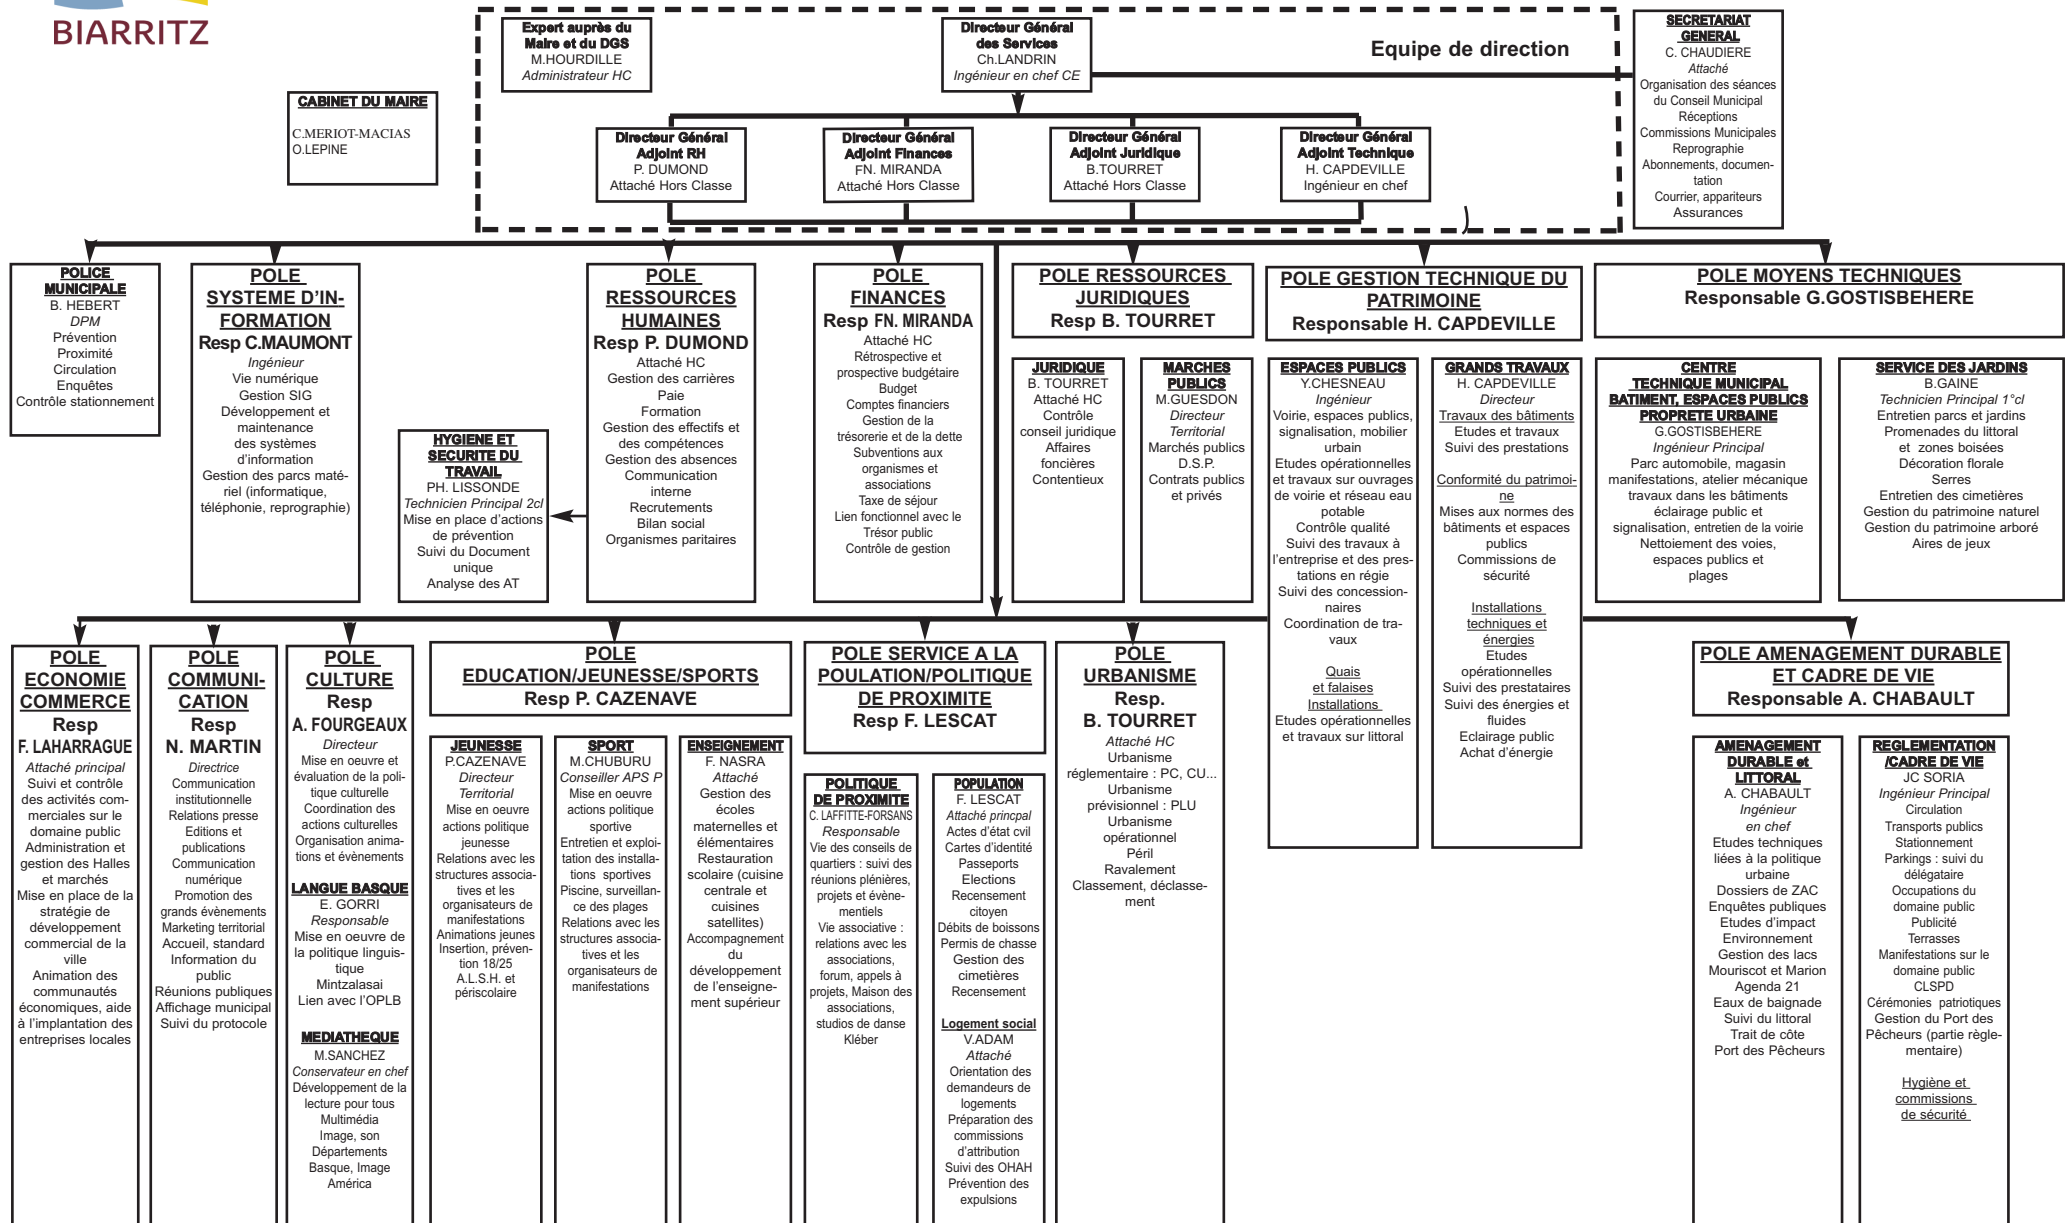 BIARRITZ
Expert auprès du
Maire et du DGS
M.HOURDILLE
Administrateur HC
Directeur Général
des Services
Ch.LANDRIN
Ingénieur en chef CE
Equipe de direction
SECRETARIAT
GENERAL
C. CHAUDIERE
Attaché
Organisation des séances
du Conseil Municipal
Réceptions
Commissions Municipales
Reprographie
Abonnements, documen-
tation
Courrier, appariteurs
Assurances
CABINET DU MAIRE
C.MERIOT-MACIAS
O.LEPINE
Directeur Général
Adjoint RH
P. DUMOND
Attaché Hors Classe
Directeur Général
Adjoint Finances
FN. MIRANDA
Attaché Hors Classe
Directeur Général
Adjoint Juridique
B.TOURRET
Attaché Hors Classe
Directeur Général
Adjoint Technique
H. CAPDEVILLE
Ingénieur en chef
POLICE
MUNICIPALE
B. HEBERT
DPM
Prévention
Proximité
Circulation
Enquêtes
Contrôle stationnement
POLE
SYSTEME D'IN-
FORMATION
Resp C.MAUMONT
Ingénieur
Vie numérique
Gestion SIG
Développement et
maintenance
des systèmes
d'information
Gestion des parcs maté-
riel (informatique,
téléphonie, reprographie)
HYGIENE ET
SECURITE DU
TRAVAIL
PH. LISSONDE
Technicien Principal 2cl
Mise en place d'actions
de prévention
Suivi du Document
unique
Analyse des AT
POLE
RESSOURCES
HUMAINES
Resp P. DUMOND
Attaché HC
Gestion des carrières
Paie
Formation
Gestion des effectifs et
des compétences
Gestion des absences
Communication
interne
Recrutements
Bilan social
Organismes paritaires
POLE
FINANCES
Resp FN. MIRANDA
Attaché HC
Rétrospective et
prospective budgétaire
Budget
Comptes financiers
Gestion de la
trésorerie et de la dette
Subventions aux
organismes et
associations
Taxe de séjour
Lien fonctionnel avec le
Trésor public
Contrôle de gestion
POLE RESSOURCES
JURIDIQUES
Resp B. TOURRET
JURIDIQUE
B. TOURRET
Attaché HC
Contrôle
conseil juridique
Affaires
foncières
Contentieux
MARCHES
PUBLICS
M.GUESDON
Directeur
Territorial
Marchés publics
D.S.P.
Contrats publics
et privés
POLE GESTION TECHNIQUE DU
PATRIMOINE
Responsable H. CAPDEVILLE
ESPACES PUBLICS
Y.CHESNEAU
Ingénieur
Voirie, espaces publics,
signalisation, mobilier
urbain
Etudes opérationnelles
et travaux sur ouvrages
de voirie et réseau eau
potable
Contrôle qualité
Suivi des travaux à
l'entreprise et des pres-
tations en régie
Suivi des concession-
naires
Coordination de tra-
vaux
Quais
et falaises
Installations
Etudes opérationnelles
et travaux sur littoral
GRANDS TRAVAUX
H. CAPDEVILLE
Directeur
Travaux des bâtiments
Etudes et travaux
Suivi des prestations
Conformité du patrimoi-
ne
Mises aux normes des
bâtiments et espaces
publics
Commissions de
sécurité
Installations
techniques et
énergies
Etudes
opérationnelles
Suivi des prestataires
Suivi des énergies et
fluides
Eclairage public
Achat d'énergie
POLE MOYENS TECHNIQUES
Responsable G.GOSTISBEHERE
CENTRE
TECHNIQUE MUNICIPAL
BATIMENT, ESPACES PUBLICS
PROPRETE URBAINE
G.GOSTISBEHERE
Ingénieur Principal
Parc automobile, magasin
manifestations, atelier mécanique
travaux dans les bâtiments
éclairage public et
signalisation, entretien de la voirie
Nettoiement des voies,
espaces publics et
plages
SERVICE DES JARDINS
B.GAINE
Technicien Principal 1°cl
Entretien parcs et jardins
Promenades du littoral
et zones boisées
Décoration florale
Serres
Entretien des cimetières
Gestion du patrimoine naturel
Gestion du patrimoine arboré
Aires de jeux
POLE
ECONOMIE
COMMERCE
Resp
F. LAHARRAGUE
Attaché principal
Suivi et contrôle
des activités com-
merciales sur le
domaine public
Administration et
gestion des Halles
et marchés
Mise en place de la
stratégie de
développement
commercial de la
ville
Animation des
communautés
économiques, aide
à l'implantation des
entreprises locales
POLE
COMMUNI-
CATION
Resp
N. MARTIN
Directrice
Communication
institutionnelle
Relations presse
Editions et
publications
Communication
numérique
Promotion des
grands évènements
Marketing territorial
Accueil, standard
Information du
public
Réunions publiques
Affichage municipal
Suivi du protocole
POLE
CULTURE
Resp
A. FOURGEAUX
Directeur
Mise en oeuvre et
évaluation de la poli-
tique culturelle
Coordination des
actions culturelles
Organisation anima-
tions et évènements
LANGUE BASQUE
E. GORRI
Responsable
Mise en oeuvre de
la politique linguis-
tique
Mintzalasai
Lien avec l'OPLB
MEDIATHEQUE
M.SANCHEZ
Conservateur en chef
Développement de la
lecture pour tous
Multimédia
Image, son
Départements
Basque, Image
América
POLE
EDUCATION/JEUNESSE/SPORTS
Resp P. CAZENAVE
JEUNESSE
P.CAZENAVE
Directeur
Territorial
Mise en oeuvre
actions politique
jeunesse
Relations avec les
structures associa-
tives et les
organisateurs de
manifestations
Animations jeunes
Insertion, préven-
tion 18/25
A.L.S.H. et
périscolaire
SPORT
M.CHUBURU
Conseiller APS P
Mise en oeuvre
actions politique
sportive
Entretien et exploi-
tation des installa-
tions sportives
Piscine, surveillan-
ce des plages
Relations avec les
structures associa-
tives et les
organisateurs de
manifestations
ENSEIGNEMENT
F. NASRA
Attaché
Gestion des
écoles
maternelles et
élémentaires
Restauration
scolaire (cuisine
centrale et
cuisines
satellites)
Accompagnement
du
développement
de l'enseigne-
ment supérieur
POLE SERVICE A LA
POULATION/POLITIQUE
DE PROXIMITE
Resp F. LESCAT
POLITIQUE
DE PROXIMITE
C. LAFFITTE-FORSANS
Responsable
Vie des conseils de
quartiers : suivi des
réunions plénières,
projets et évène-
mentiels
Vie associative :
relations avec les
associations,
forum, appels à
projets, Maison des
associations,
studios de danse
Kléber
POPULATION
F. LESCAT
Attaché princpal
Actes d'état cvil
Cartes d'identité
Passeports
Elections
Recensement
citoyen
Débits de boissons
Permis de chasse
Gestion des
cimetières
Recensement
Logement social
V.ADAM
Attaché
Orientation des
demandeurs de
logements
Préparation des
commissions
d'attribution
Suivi des OHAH
Prévention des
expulsions
POLE
URBANISME
Resp.
B. TOURRET
Attaché HC
Urbanisme
réglementaire : PC, CU...
Urbanisme
prévisionnel : PLU
Urbanisme
opérationnel
Péril
Ravalement
Classement, déclasse-
ment
POLE AMENAGEMENT DURABLE
ET CADRE DE VIE
Responsable A. CHABAULT
AMENAGEMENT
DURABLE et
LITTORAL
A. CHABAULT
Ingénieur
en chef
Etudes techniques
liées à la politique
urbaine
Dossiers de ZAC
Enquêtes publiques
Etudes d'impact
Environnement
Gestion des lacs
Mouriscot et Marion
Agenda 21
Eaux de baignade
Suivi du littoral
Trait de côte
Port des Pêcheurs
REGLEMENTATION
/CADRE DE VIE
JC SORIA
Ingénieur Principal
Circulation
Transports publics
Stationnement
Parkings : suivi du
délégataire
Occupations du
domaine public
Publicité
Terrasses
Manifestations sur le
domaine public
CLSPD
Cérémonies patriotiques
Gestion du Port des
Pêcheurs (partie règle-
mentaire)
Hygiène et
commissions
de sécurité